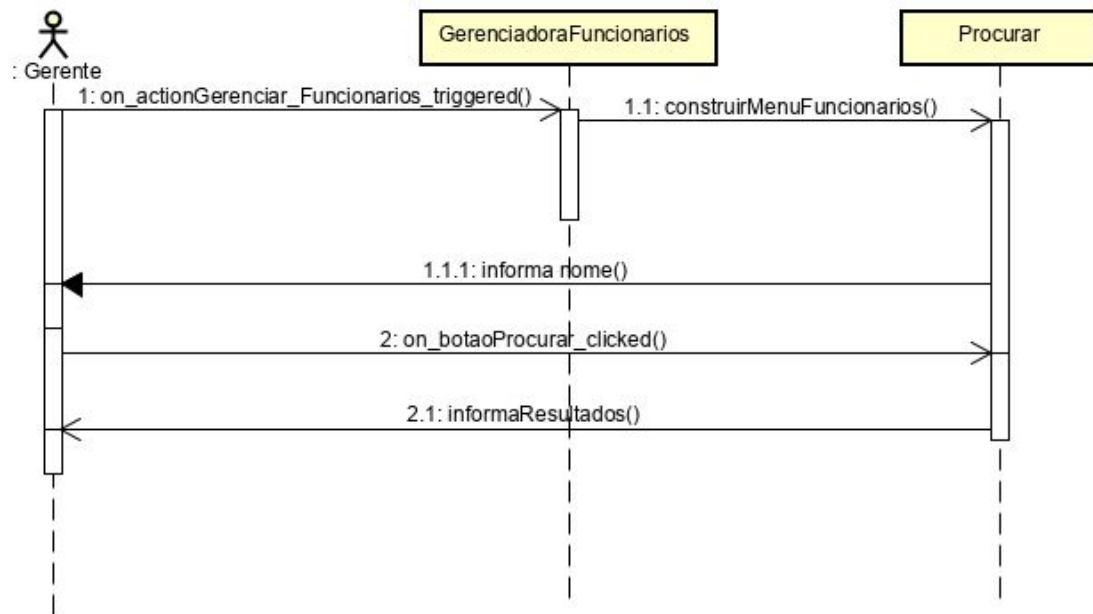 GerenciadoraFuncionarios
Procurar
: Gerente
1: on_actionGerenciar_Funcionarios_triggered()
1.1: construirMenuFuncionarios()
1.1.1: informa nome()
2: on_botaoProcurar_clicked()
2.1: informaResultados()